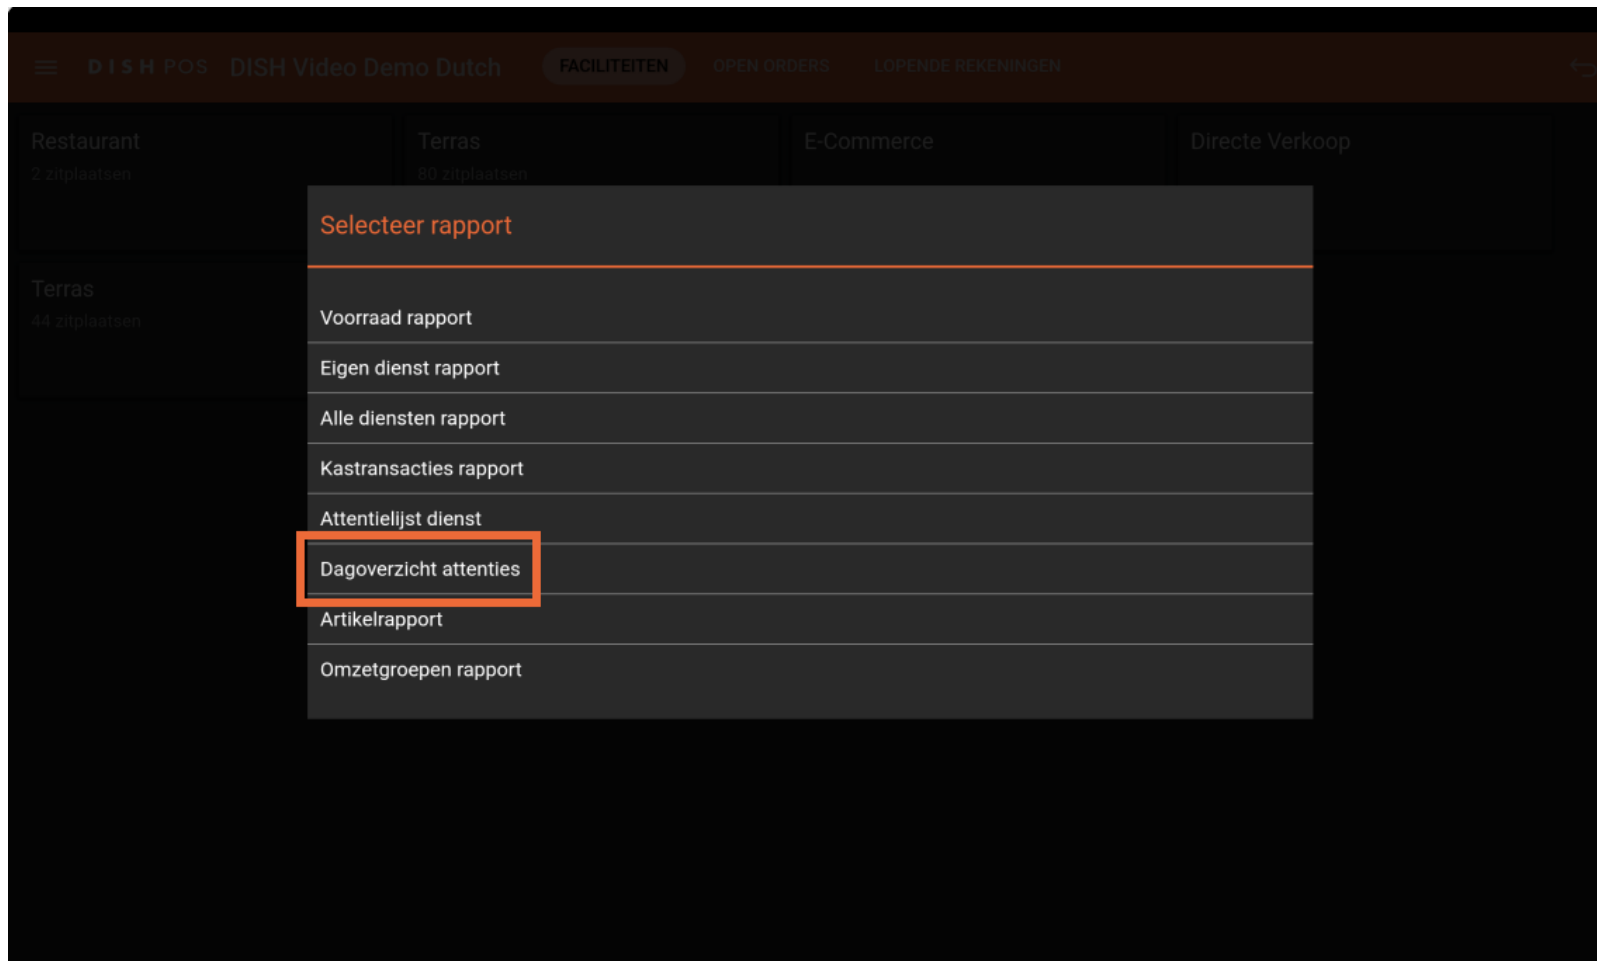 DISH POS DISH Video Demo Dutch FACILITEITEN OPEN ORDERS LOPENDE REKENINGEN
Restaurant Terras E-Commerce Directe Verkoop
2 zitplaatsen 80 zitplaatsen
Selecteer rapport
Terras
44 zitplaatsen
Voorraad rapport
Eigen dienst rapport
Alle diensten rapport
Kastransacties rapport
Attentielijst dienst
Dagoverzicht attenties
Artikelrapport
Omzetgroepen rapport